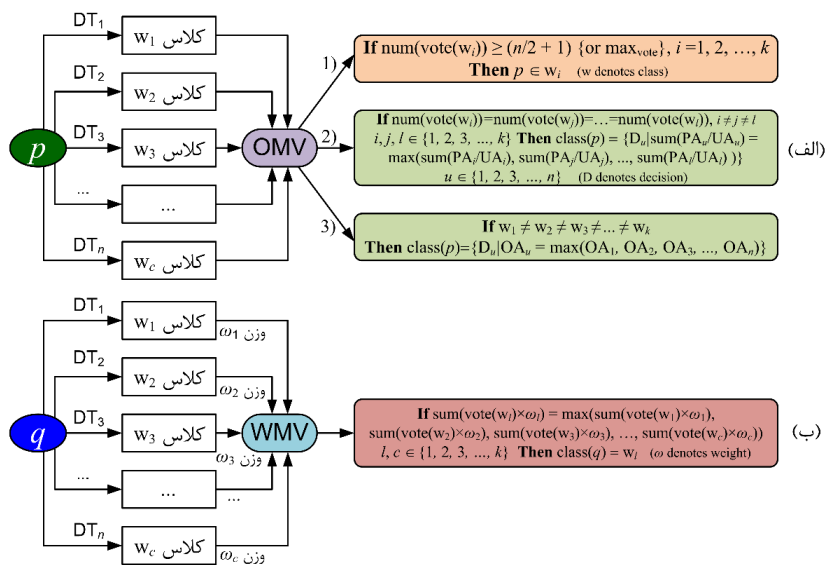 DT₁
کلاس w₁
DT₂
کلاس w₂
DT₃
کلاس w₃
...
...
DTₙ
کلاس w꜀
p
OMV
1)
If num(vote(wᵢ)) ≥ (n/2 + 1) {or maxᵥₒₜₑ}, i =1, 2, ..., k
Then p ∈ wᵢ (w denotes class)
2)
If num(vote(wᵢ))=num(vote(wⱼ))=...=num(vote(wₗ)), i ≠ j ≠ l
i, j, l ∈ {1, 2, 3, ..., k} Then class(p) = {Dᵤ|sum(PAᵤ/UAᵤ) =
max(sum(PAᵢ/UAᵢ), sum(PAⱼ/UAⱼ), ..., sum(PAₗ/UAₗ) )}
u ∈ {1, 2, 3, ..., n} (D denotes decision)
3)
If w₁ ≠ w₂ ≠ w₃ ≠... ≠ wₖ
Then class(p)={Dᵤ|OAᵤ = max(OA₁, OA₂, OA₃, ..., OAₙ)}
(الف)
DT₁
کلاس w₁
وزن ω₁
DT₂
کلاس w₂
وزن ω₂
DT₃
کلاس w₃
وزن ω₃
...
...
...
DTₙ
کلاس w꜀
وزن ω꜀
q
WMV
If sum(vote(wₗ)×ωₗ) = max(sum(vote(w₁)×ω₁),
sum(vote(w₂)×ω₂), sum(vote(w₃)×ω₃), ..., sum(vote(w꜀)×ω꜀))
l, c ∈ {1, 2, 3, ..., k} Then class(q) = wₗ (ω denotes weight)
(ب)